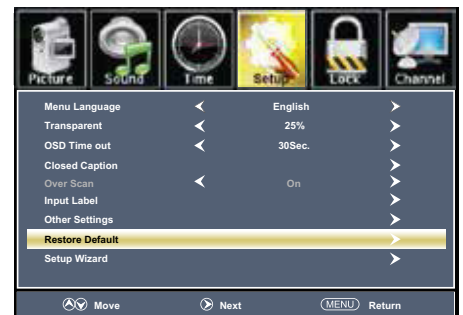 Picture Sound Time Setup Lock Channel
Menu Language English
Transparent 25%
OSD Time out 30Sec.
Closed Caption
Over Scan On
Input Label
Other Settings
Restore Default
Setup Wizard
Move Next MENU Return